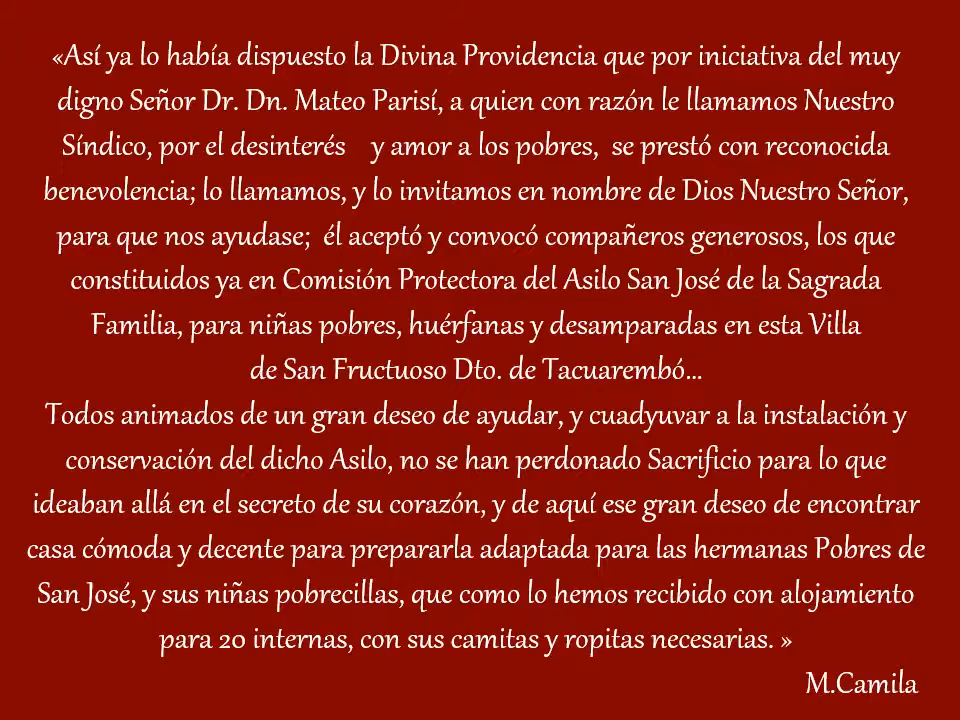 «Así ya lo había dispuesto la Divina Providencia que por iniciativa del muy
digno Señor Dr. Dn. Mateo Parisí, a quien con razón le llamamos Nuestro
Síndico, por el desinterés y amor a los pobres, se prestó con reconocida
benevolencia; lo llamamos, y lo invitamos en nombre de Dios Nuestro Señor,
para que nos ayudase; él aceptó y convocó compañeros generosos, los que
constituidos ya en Comisión Protectora del Asilo San José de la Sagrada
Familia, para niñas pobres, huérfanas y desamparadas en esta Villa
de San Fructuoso Dto. de Tacuarembó...
Todos animados de un gran deseo de ayudar, y cuadyuvar a la instalación y
conservación del dicho Asilo, no se han perdonado Sacrificio para lo que
ideaban allá en el secreto de su corazón, y de aquí ese gran deseo de encontrar
casa cómoda y decente para prepararla adaptada para las hermanas Pobres de
San José, y sus niñas pobrecillas, que como lo hemos recibido con alojamiento
para 20 internas, con sus camitas y ropitas necesarias. »
M.Camila